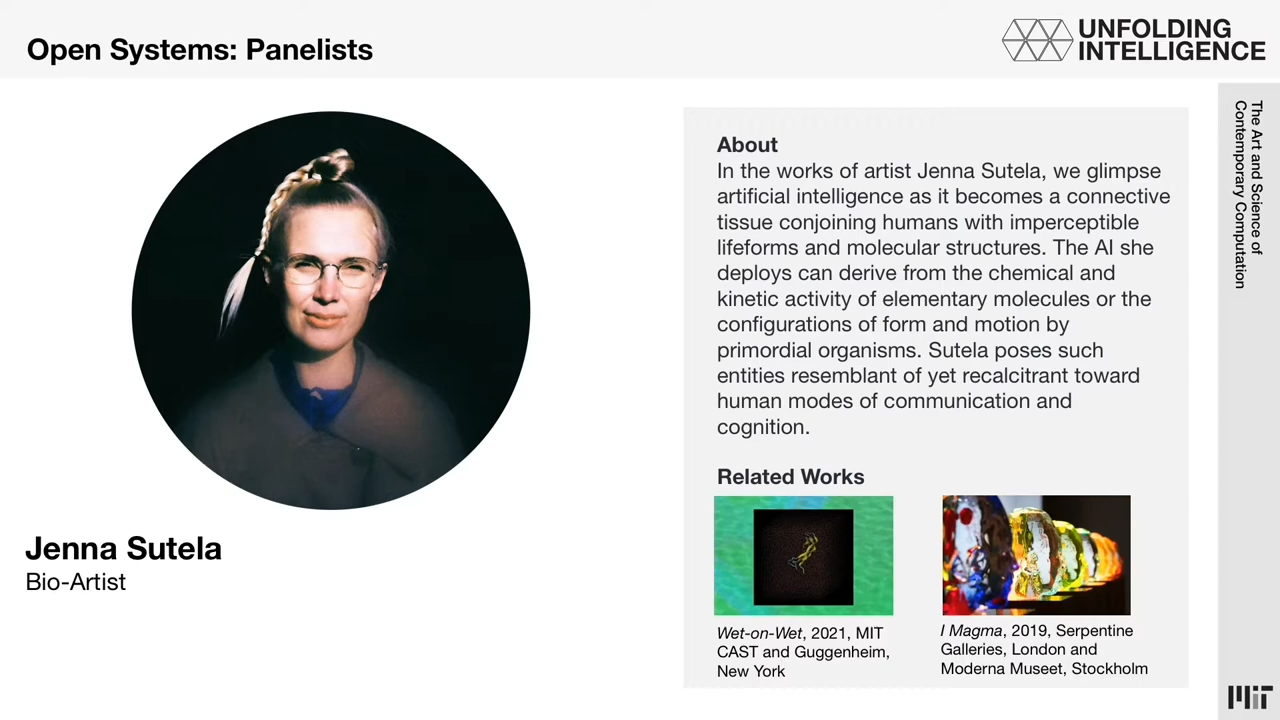 Open Systems: Panelists
UNFOLDING
INTELLIGENCE
The Art and Science of
Contemporary Computation
Jenna Sutela
Bio-Artist
About
In the works of artist Jenna Sutela, we glimpse
artificial intelligence as it becomes a connective
tissue conjoining humans with imperceptible
lifeforms and molecular structures. The AI she
deploys can derive from the chemical and
kinetic activity of elementary molecules or the
configurations of form and motion by
primordial organisms. Sutela poses such
entities resemblant of yet recalcitrant toward
human modes of communication and
cognition.
Related Works
Wet-on-Wet, 2021, MIT
CAST and Guggenheim,
New York
I Magma, 2019, Serpentine
Galleries, London and
Moderna Museet, Stockholm
MIT